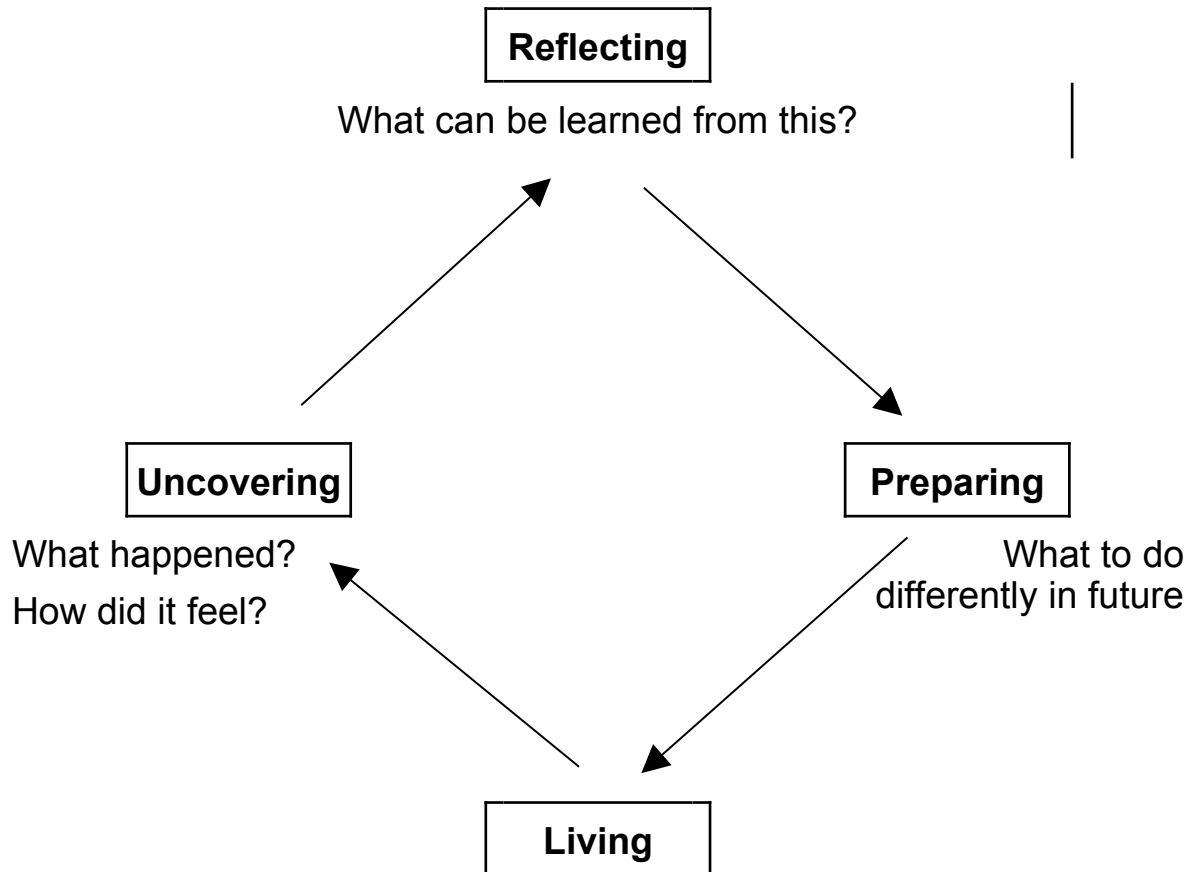 Reflecting
What can be learned from this?
Uncovering
What happened?
How did it feel?
Preparing
What to do
differently in future
Living